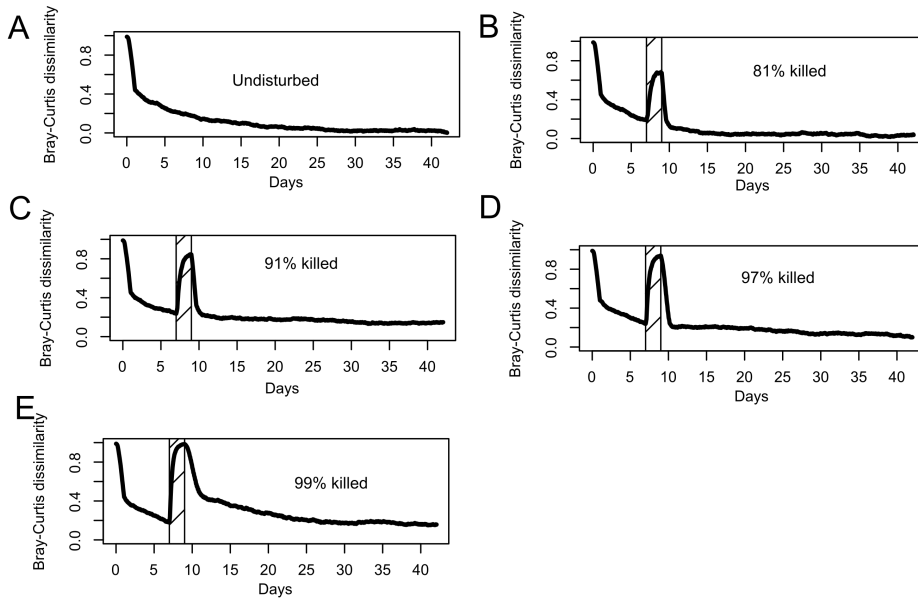 A
Bray-Curtis dissimilarity
0.0 0.4 0.8
Undisturbed
0 5 10 15 20 25 30 35 40
Days
B
Bray-Curtis dissimilarity
0.0 0.4 0.8
81% killed
0 5 10 15 20 25 30 35 40
Days
C
Bray-Curtis dissimilarity
0.0 0.4 0.8
91% killed
0 5 10 15 20 25 30 35 40
Days
D
Bray-Curtis dissimilarity
0.0 0.4 0.8
97% killed
0 5 10 15 20 25 30 35 40
Days
E
Bray-Curtis dissimilarity
0.0 0.4 0.8
99% killed
0 5 10 15 20 25 30 35 40
Days